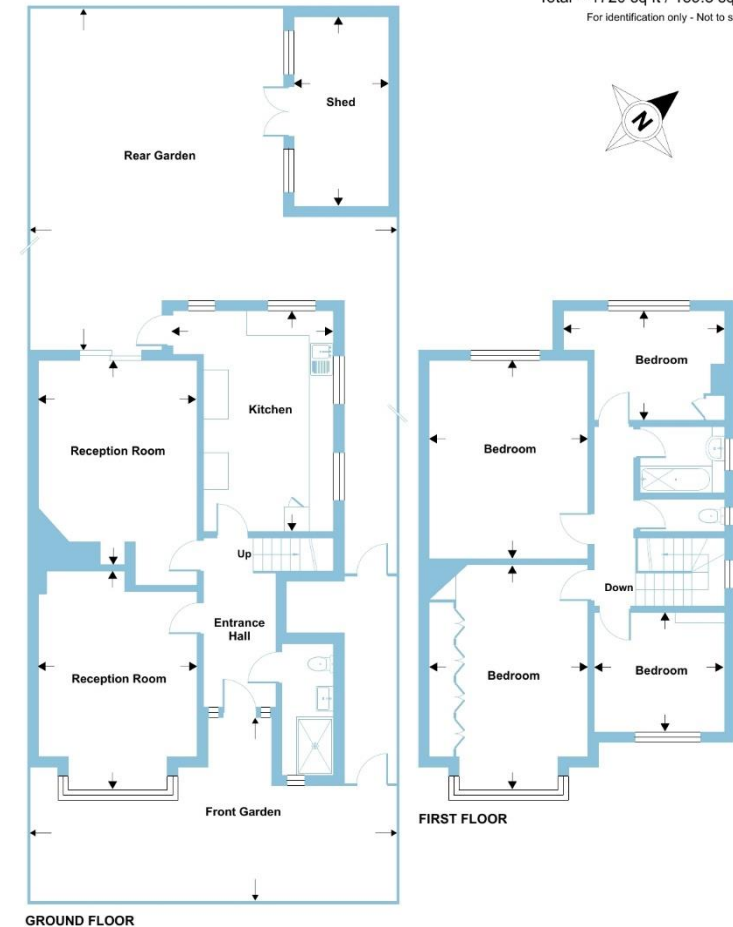 For identification only - Not to s
Shed
Rear Garden
N
Kitchen
Reception Room
Bedroom
Bedroom
Up
Down
Entrance
Hall
Reception Room
Bedroom
Bedroom
Front Garden
FIRST FLOOR
GROUND FLOOR